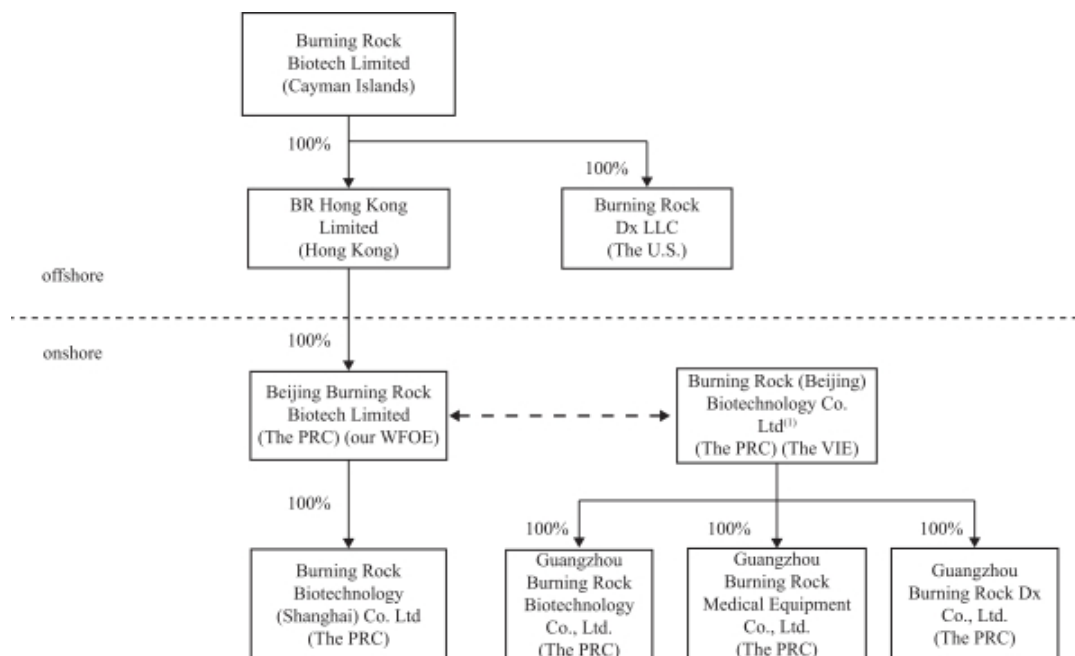 Burning Rock
Biotech Limited
(Cayman Islands)
100%
100%
BR Hong Kong
Limited
(Hong Kong)
Burning Rock
Dx LLC
(The U.S.)
offshore
onshore
100%
Beijing Burning Rock
Biotech Limited
(The PRC) (our WFOE)
Burning Rock (Beijing)
Biotechnology Co.
Ltd(1)
(The PRC) (The VIE)
100%
100%
100%
100%
Burning Rock
Biotechnology
(Shanghai) Co. Ltd
(The PRC)
Guangzhou
Burning Rock
Biotechnology
Co., Ltd.
(The PRC)
Guangzhou
Burning Rock
Medical Equipment
Co., Ltd.
(The PRC)
Guangzhou
Burning Rock Dx
Co., Ltd.
(The PRC)